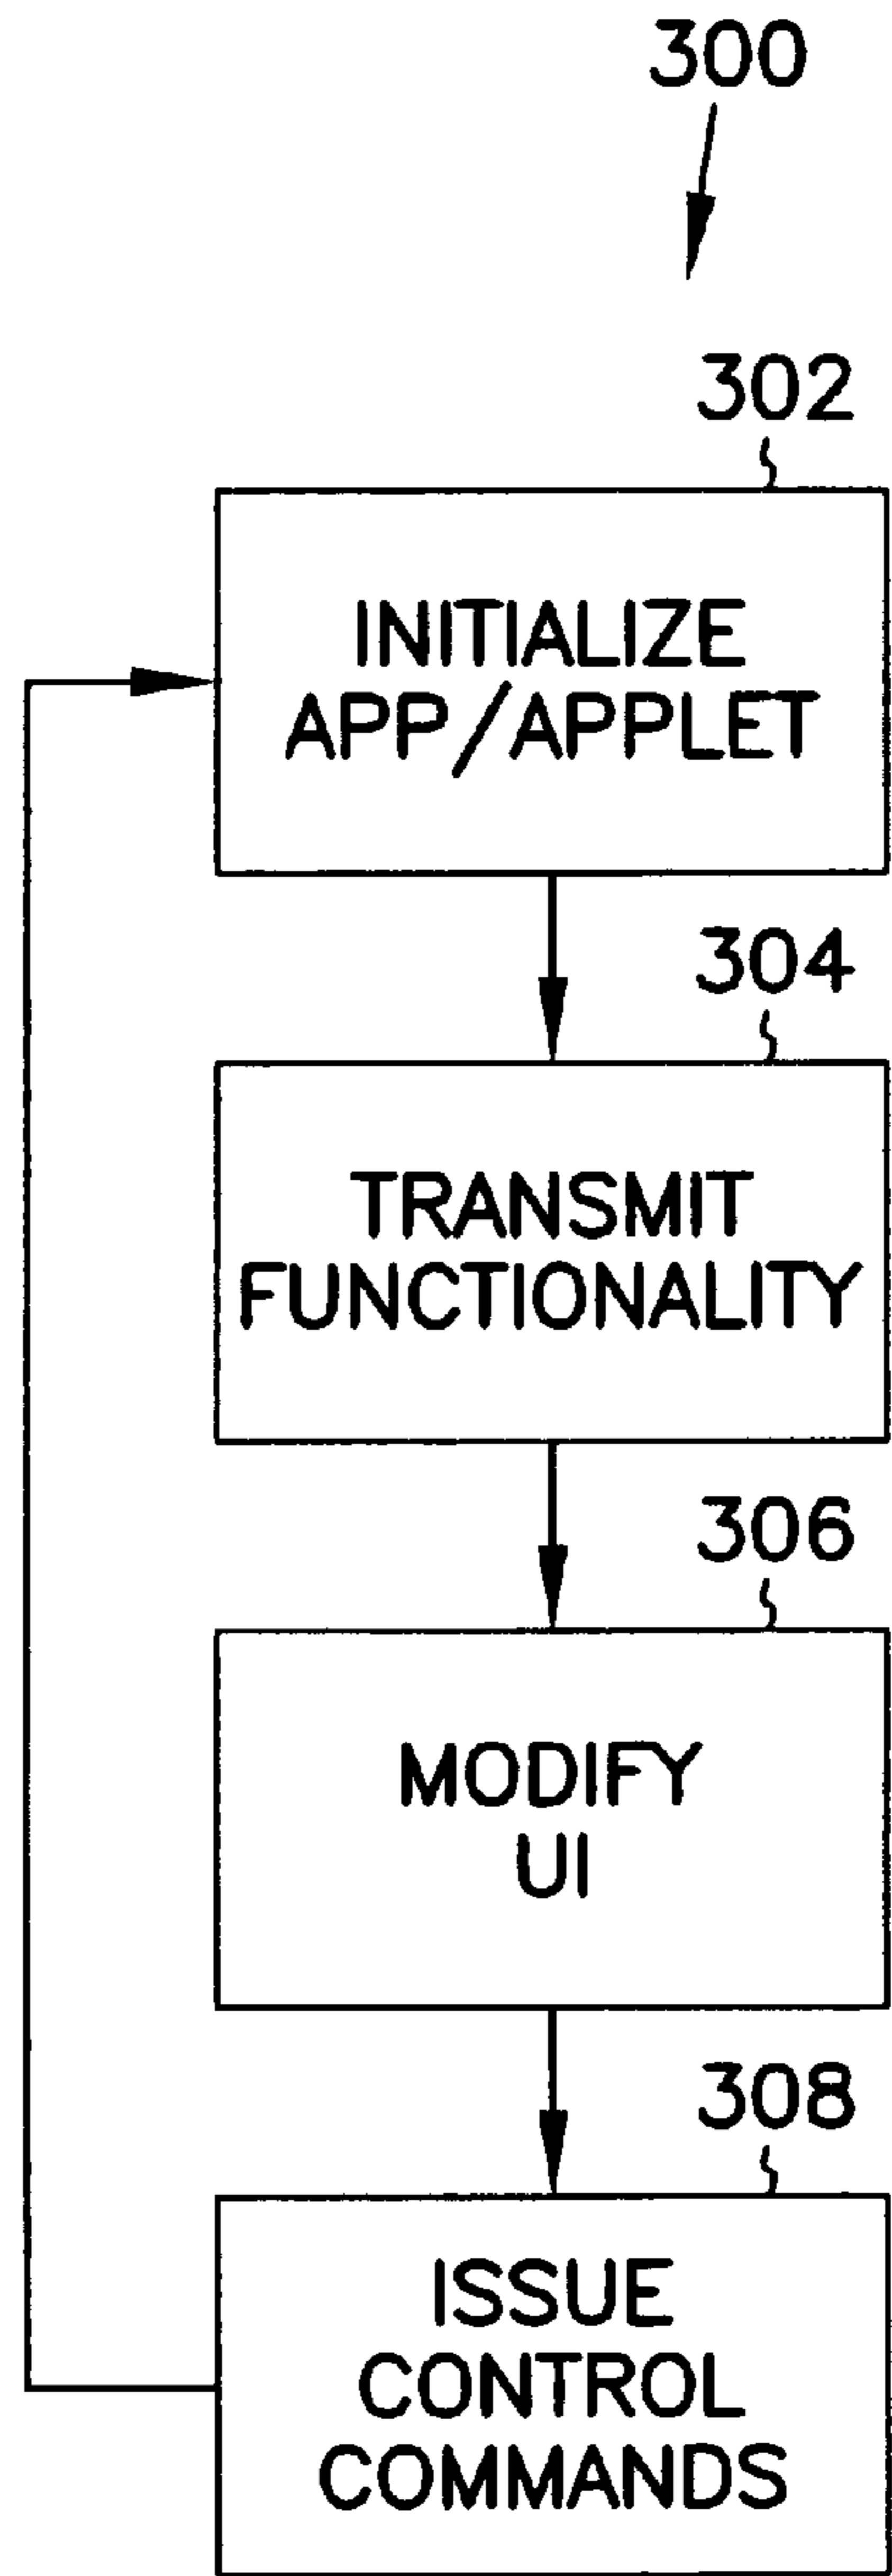 300
302
INITIALIZE
APP/APPLET
304
TRANSMIT
FUNCTIONALITY
306
MODIFY
UI
308
ISSUE
CONTROL
COMMANDS